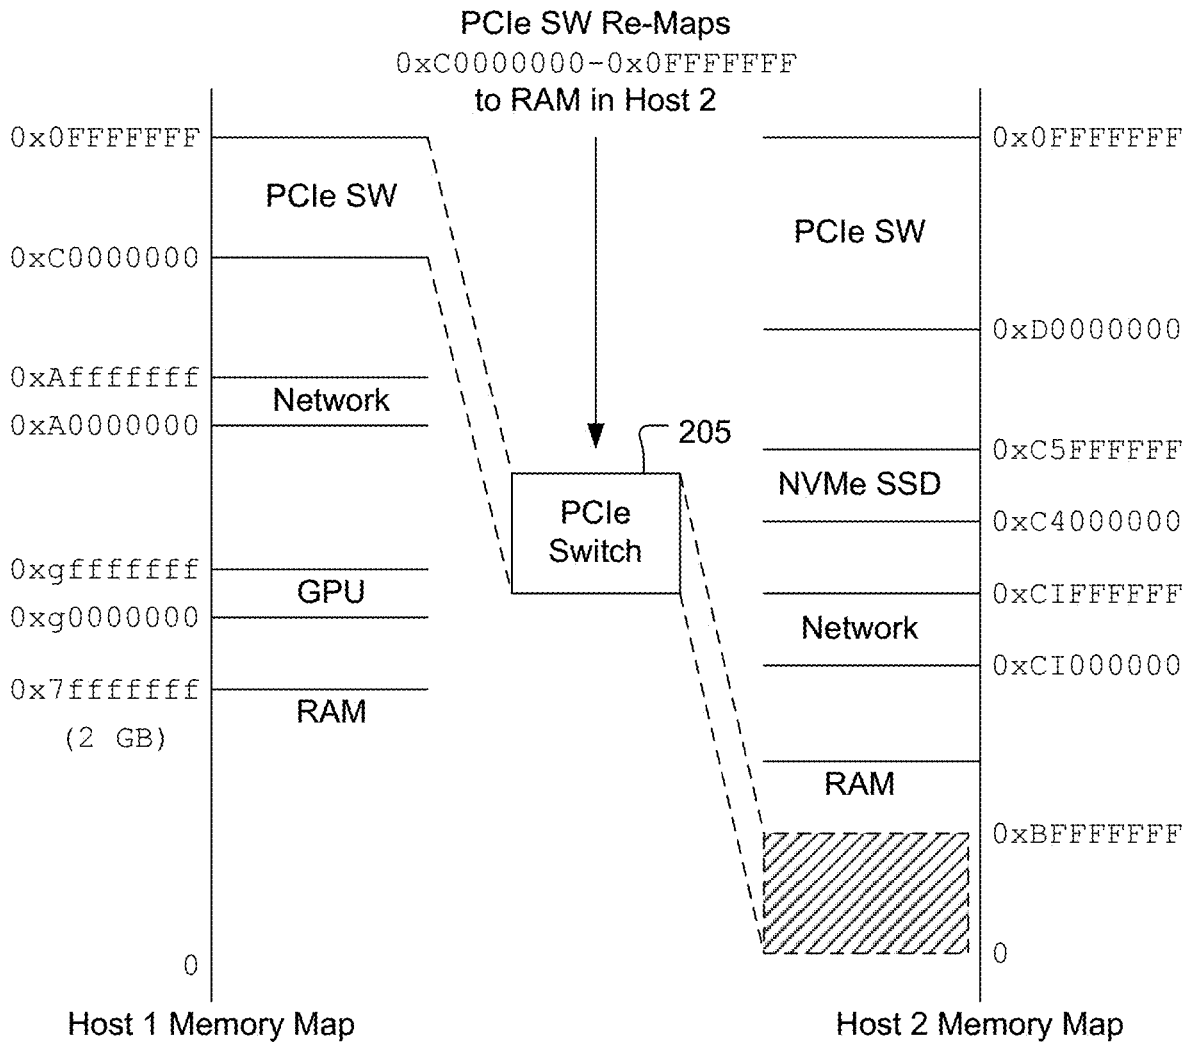 PCIe SW Re-Maps
0xC0000000-0x0FFFFFFF
to RAM in Host 2
0x0FFFFFFF
PCIe SW
0xC0000000
0xAfffffff
Network
0xA0000000
0xgfffffff
GPU
0xg0000000
0x7fffffff
RAM
(2 GB)
0
Host 1 Memory Map
205
PCIe
Switch
0x0FFFFFFF
PCIe SW
0xD0000000
0xC5FFFFFF
NVMe SSD
0xC4000000
0xCIFFFFFF
Network
0xCI000000
RAM
0xBFFFFFFF
0
Host 2 Memory Map